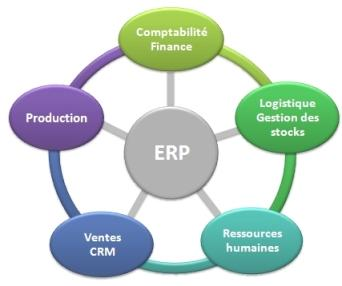 Comptabilité
Finance
Logistique
Gestion des
stocks
Production
ERP
Ventes
CRM
Ressources
humaines